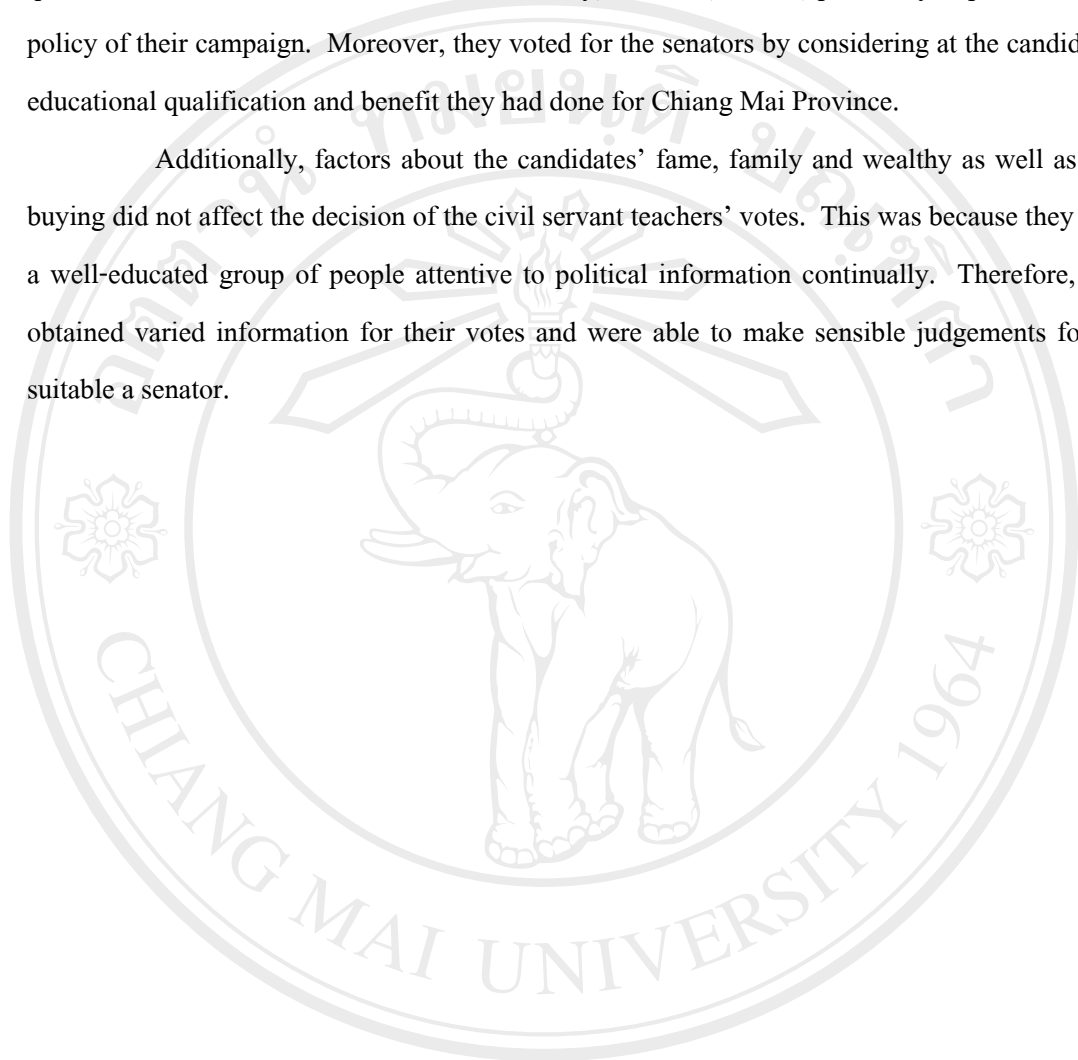 policy of their campaign.  Moreover, they voted for the senators by considering at the candid
educational qualification and benefit they had done for Chiang Mai Province.
Additionally, factors about the candidates’ fame, family and wealthy as well as
buying did not affect the decision of the civil servant teachers’ votes.  This was because they
a well-educated group of people attentive to political information continually.  Therefore,
obtained varied information for their votes and were able to make sensible judgements fo
suitable a senator.
CHIANG MAI UNIVERSITY 1964